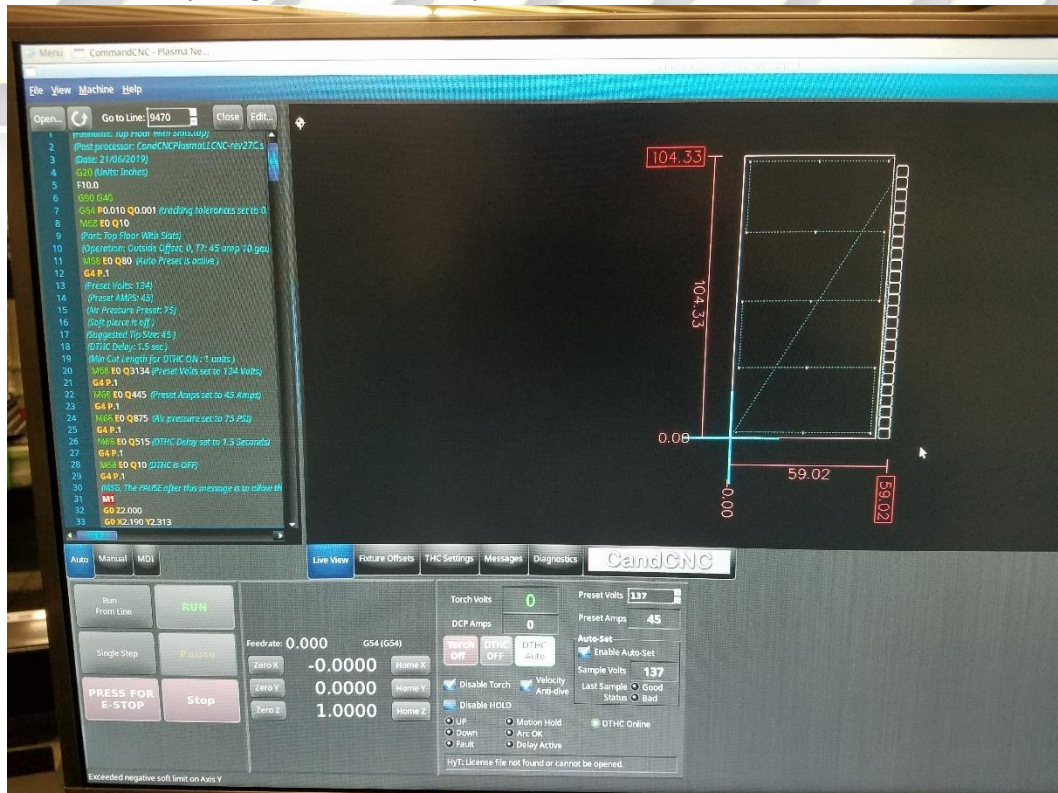 Menu CommandCNC - Plasma Ne...
File View Machine Help
Open... Go to Line: 9470 Close Edit...
1 (Filename: Top Floor With Slats.tap)
2 (Post processor: CandCNCPlasmaLLCNC-rev27C.s
3 (Date: 21/06/2019)
4 G20 (Units: Inches)
5 F10.0
6 G90 G40
7 G64 P0.010 Q0.001 (tracking tolerances set to 0.
8 M68 E0 Q10
9 (Part: Top Floor With Slats)
10 (Operation: Outside Offset, 0, T7: 45 amp 10 gau
11 M68 E0 Q80 (Auto Preset is active )
12 G4 P.1
13 (Preset Volts: 134)
14 (Preset AMPS: 45)
15 (Air Pressure Preset: 75)
16 (Soft pierce is off )
17 (Suggested Tip Size: 45 )
18 (DTHC Delay: 1.5 sec )
19 (Min Cut Length for DTHC ON : 1 units )
20 M68 E0 Q3134 (Preset Volts set to 134 Volts)
21 G4 P.1
22 M68 E0 Q445 (Preset Amps set to 45 Amps)
23 G4 P.1
24 M68 E0 Q875 (Air pressure set to 75 PSI)
25 G4 P.1
26 M68 E0 Q515 (DTHC Delay set to 1.5 Seconds)
27 G4 P.1
28 M68 E0 Q10 (DTHC is OFF)
29 G4 P.1
30 (MSG, The PAUSE after this message is to allow th
31 M1
32 G0 Z2.000
33 G0 X2.190 Y2.313
104.33
104.33
0.00
59.02
0.00
59.02
Auto Manual MDI
Live View Fixture Offsets THC Settings Messages Diagnostics CandCNC
Run From Line RUN
Single Step Pause
PRESS FOR E-STOP Stop
Feedrate: 0.000 G54 (G54)
Zero X -0.0000 Home X
Zero Y 0.0000 Home Y
Zero Z 1.0000 Home Z
Torch Volts 0
DCP Amps 0
Torch Off DTHC OFF DTHC Auto
Disable Torch Velocity Anti-dive
Disable HOLD
UP Motion Hold
Down Arc OK
Fault Delay Active
Preset Volts 137
Preset Amps 45
Auto-Set
Enable Auto-Set
Sample Volts 137
Last Sample Status Good Bad
DTHC Online
HyT: License file not found or cannot be opened.
Exceeded negative soft limit on Axis Y